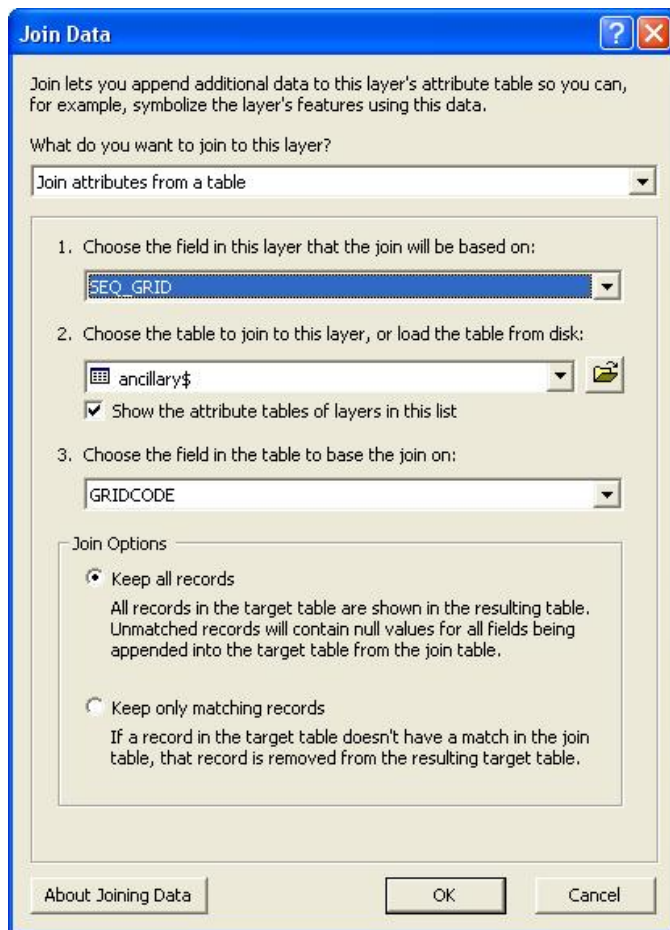 Join Data
Join lets you append additional data to this layer's attribute table so you can,
for example, symbolize the layer's features using this data.
What do you want to join to this layer?
Join attributes from a table
1. Choose the field in this layer that the join will be based on:
SEQ_GRID
2. Choose the table to join to this layer, or load the table from disk:
ancillary$
Show the attribute tables of layers in this list
3. Choose the field in the table to base the join on:
GRIDCODE
Join Options
Keep all records
All records in the target table are shown in the resulting table.
Unmatched records will contain null values for all fields being
appended into the target table from the join table.
Keep only matching records
If a record in the target table doesn't have a match in the join
table, that record is removed from the resulting target table.
About Joining Data
OK
Cancel